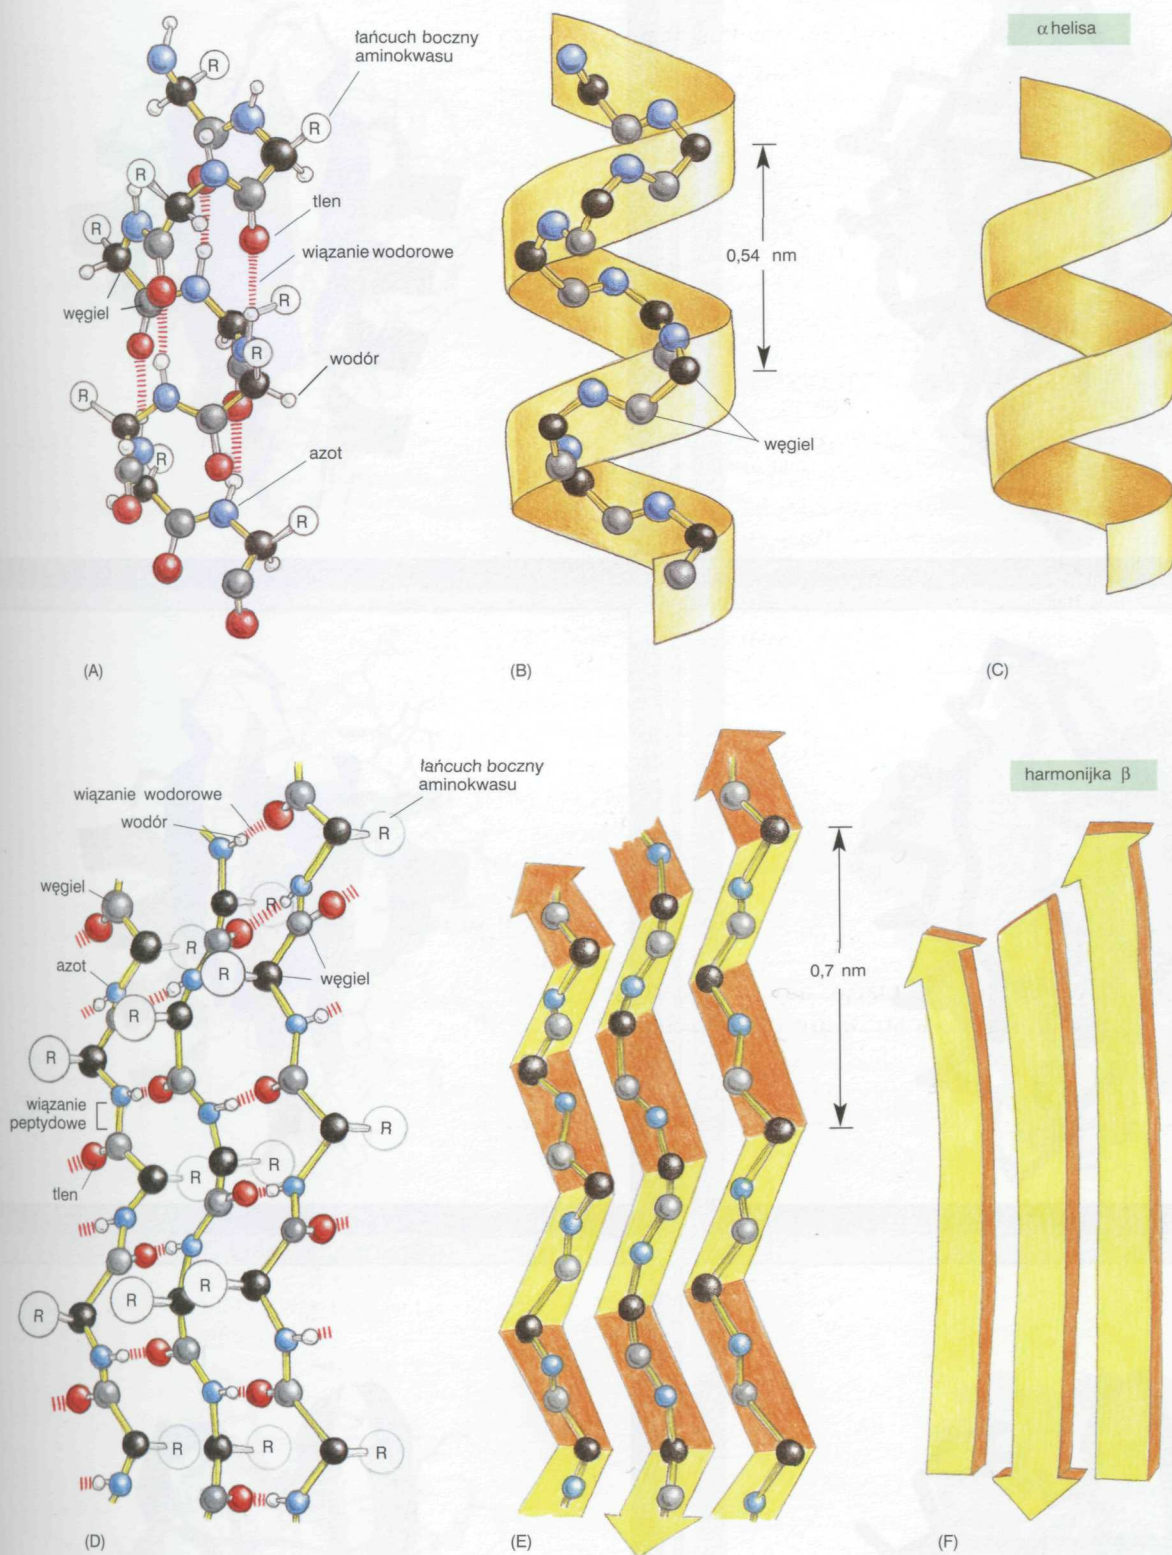 łańcuch boczny
aminokwasu
α helisa
R
R
R
tlen
R
0,54 nm
wiązanie wodorowe
R
węgiel
R
wodór
R
węgiel
azot
R
R
(A)
(B)
(C)
łańcuch boczny
aminokwasu
harmonijka β
wiązanie wodorowe
wodór
R
węgiel
R
R
azot
R
węgiel
0,7 nm
R
R
wiązanie
peptydowe
R
R
R
tlen
R
R
R
R
R
R
(D)
(E)
(F)